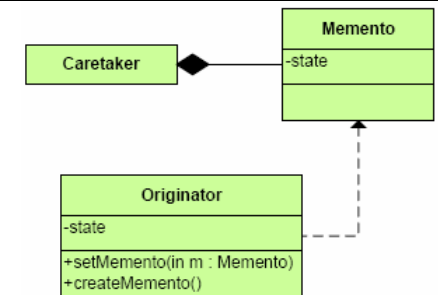 Memento
Caretaker
-state
Originator
-state
+setMemento(in m : Memento)
+createMemento()